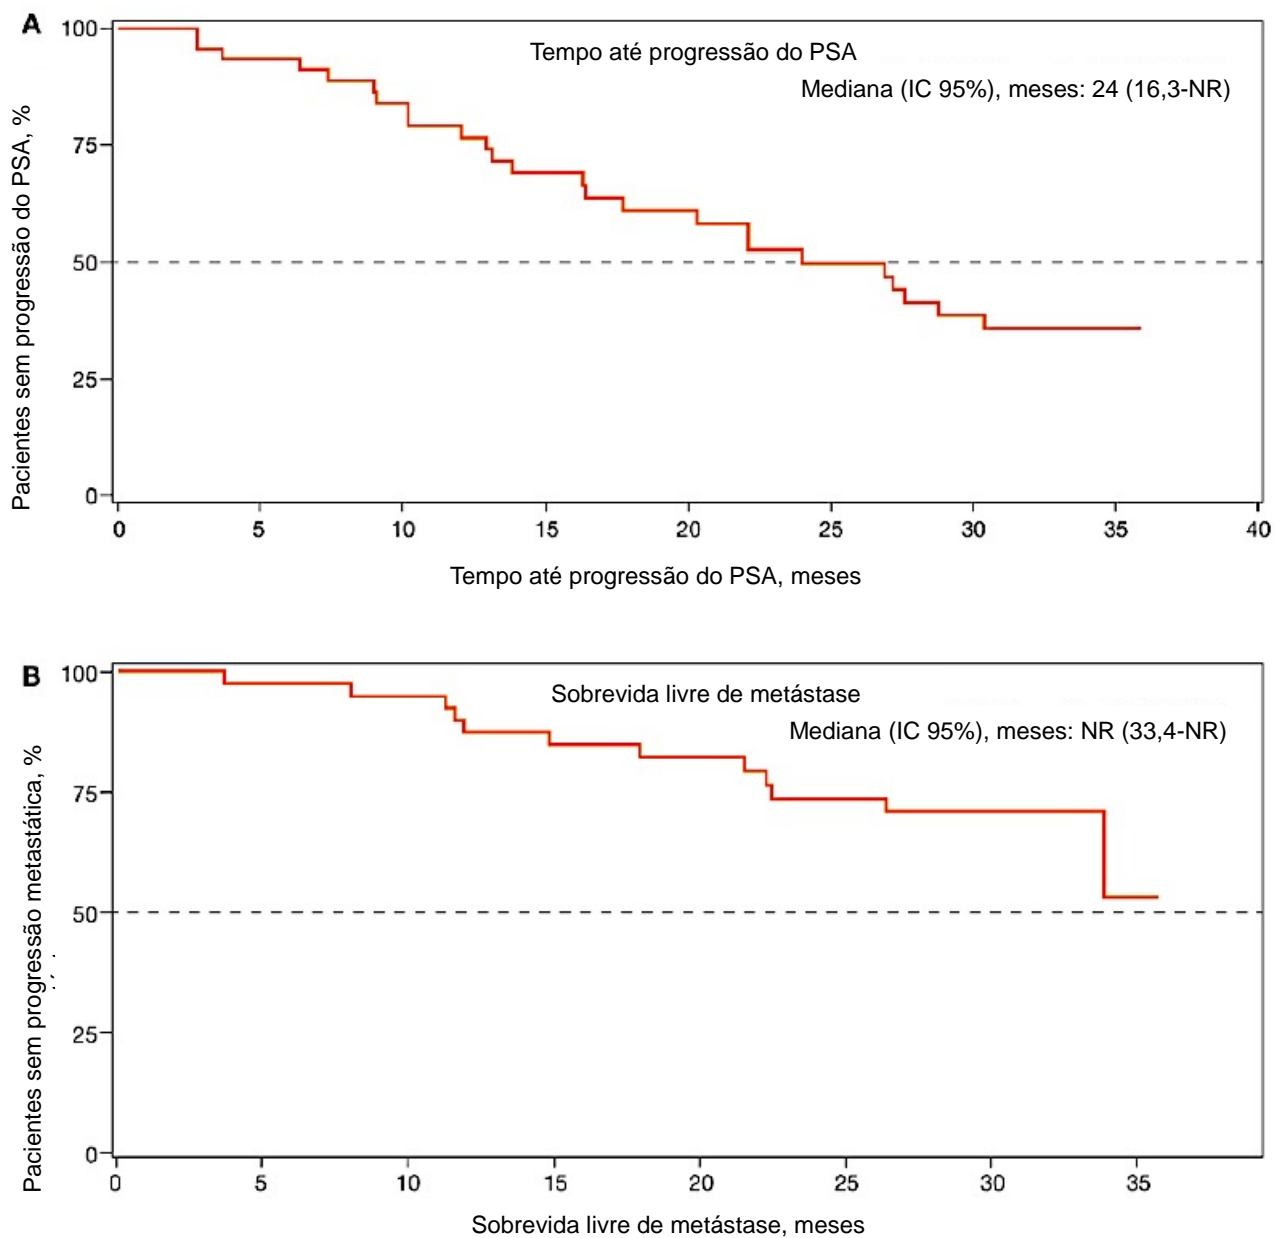 A
Tempo até progressão do PSA
Mediana (IC 95%), meses: 24 (16,3-NR)
Pacientes sem progressão do PSA, %
100
75
50
25
0
0 5 10 15 20 25 30 35 40
Tempo até progressão do PSA, meses
B
Sobrevida livre de metástase
Mediana (IC 95%), meses: NR (33,4-NR)
Pacientes sem progressão metastática, %
100
75
50
25
0
0 5 10 15 20 25 30 35
Sobrevida livre de metástase, meses